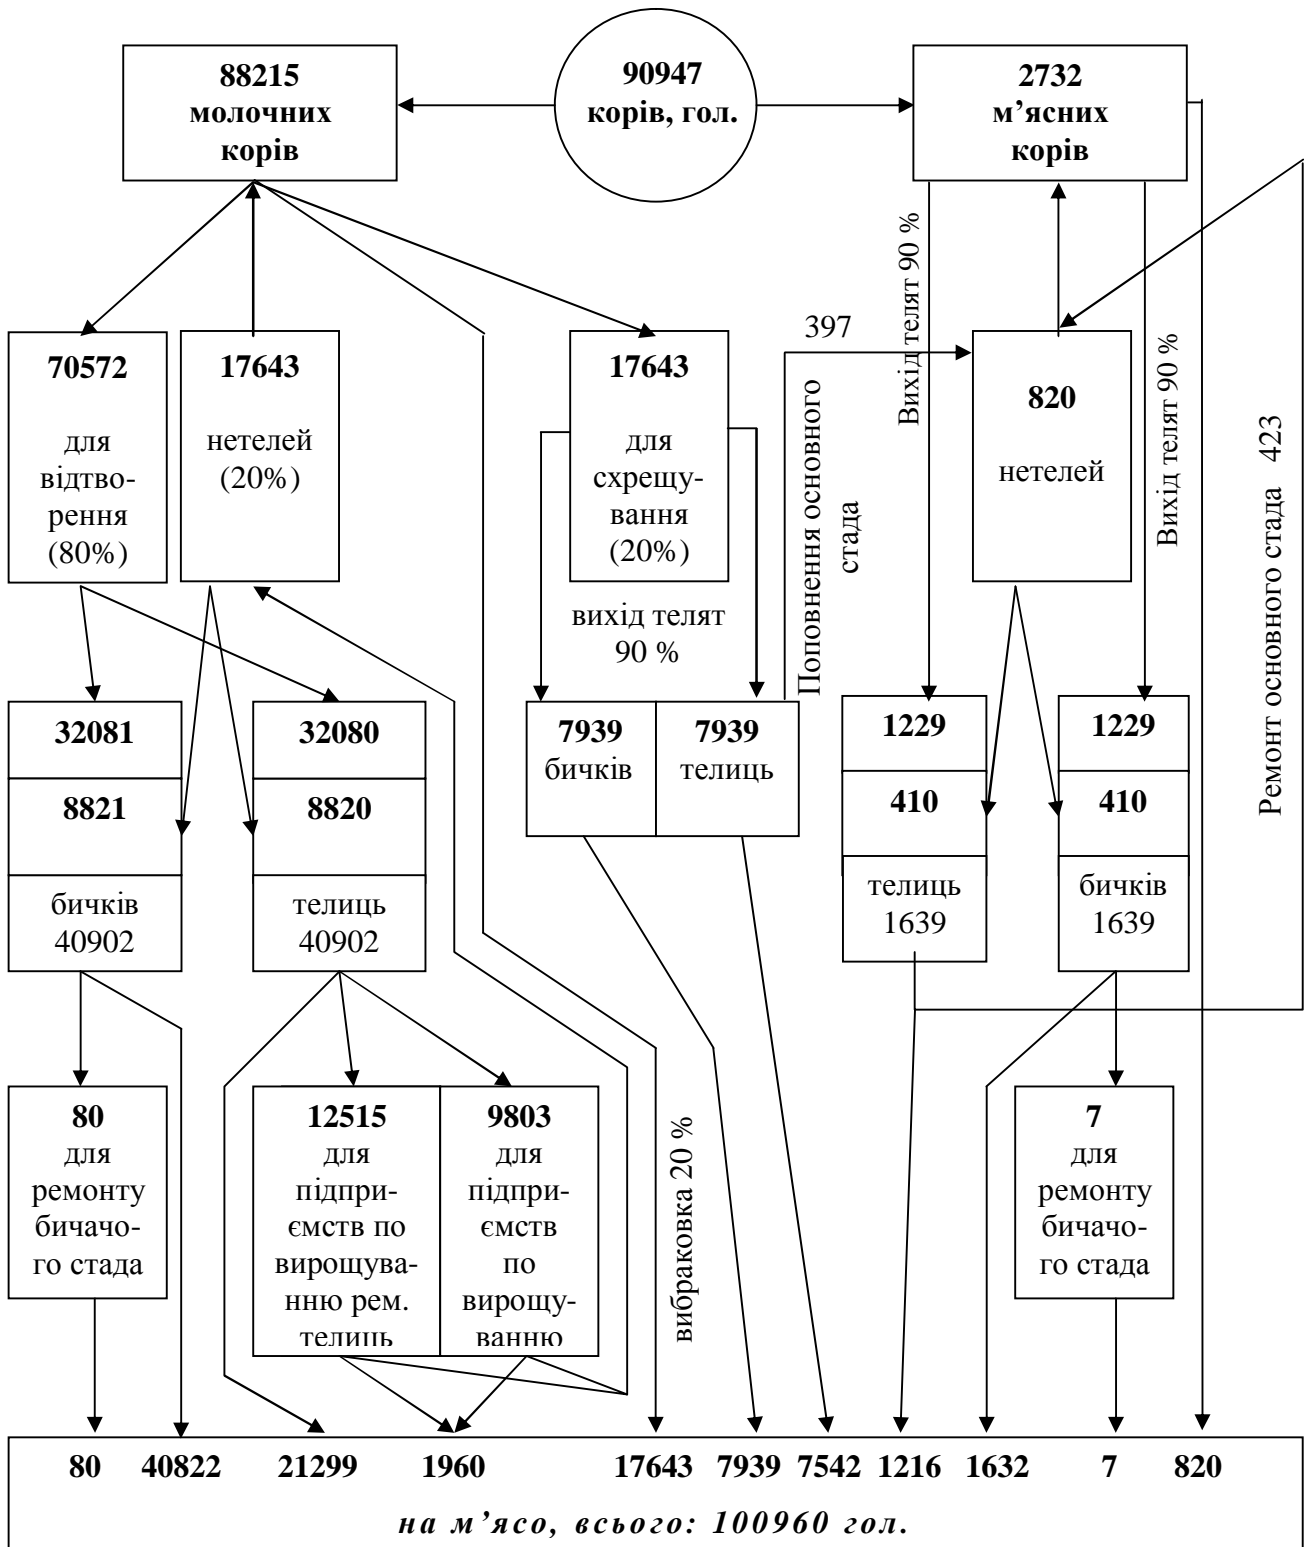 88215
молочних
корів
90947
корів, гол.
2732
м’ясних
корів
70572
для
відтво-
рення
(80%)
17643
нетелей
(20%)
17643
для
схрещу-
вання
(20%)
вихід телят
90 %
397
Поповнення основного
стада
Вихід телят 90 %
820
нетелей
Вихід телят 90 %
Ремонт основного стада 423
32081
8821
бичків
40902
32080
8820
телиць
40902
7939
бичків
7939
телиць
1229
410
телиць
1639
1229
410
бичків
1639
80
для
ремонту
бичачо-
го стада
12515
для
підпри-
ємств по
вирощува-
нню рем.
телиць
9803
для
підпри-
ємств
по
вирощу-
ванню
вибраковка 20 %
7
для
ремонту
бичачо-
го стада
80 40822 21299 1960 17643 7939 7542 1216 1632 7 820
на м’ясо, всього: 100960 гол.